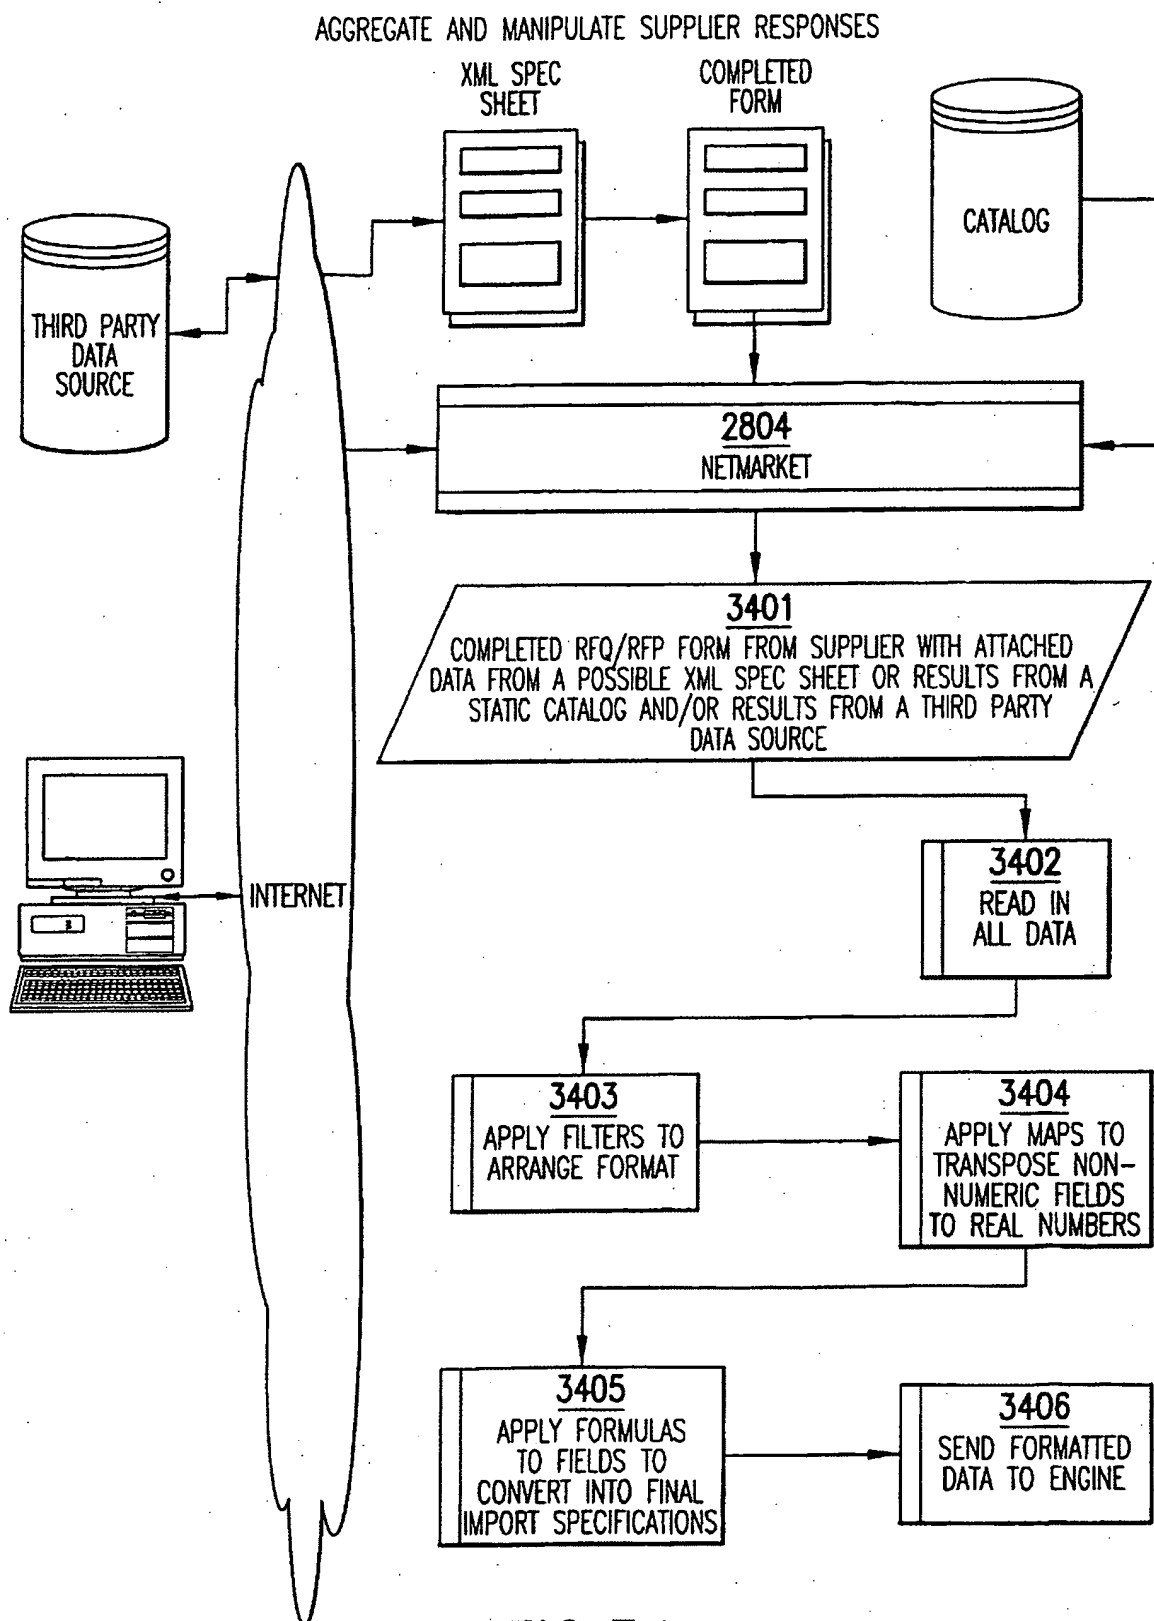 AGGREGATE AND MANIPULATE SUPPLIER RESPONSES
XML SPEC
SHEET
COMPLETED
FORM
CATALOG
THIRD PARTY
DATA
SOURCE
2804
NETMARKET
3401
COMPLETED RFQ/RFP FORM FROM SUPPLIER WITH ATTACHED
DATA FROM A POSSIBLE XML SPEC SHEET OR RESULTS FROM A
STATIC CATALOG AND/OR RESULTS FROM A THIRD PARTY
DATA SOURCE
INTERNET
3402
READ IN
ALL DATA
3403
APPLY FILTERS TO
ARRANGE FORMAT
3404
APPLY MAPS TO
TRANSPOSE NON-
NUMERIC FIELDS
TO REAL NUMBERS
3405
APPLY FORMULAS
TO FIELDS TO
CONVERT INTO FINAL
IMPORT SPECIFICATIONS
3406
SEND FORMATTED
DATA TO ENGINE